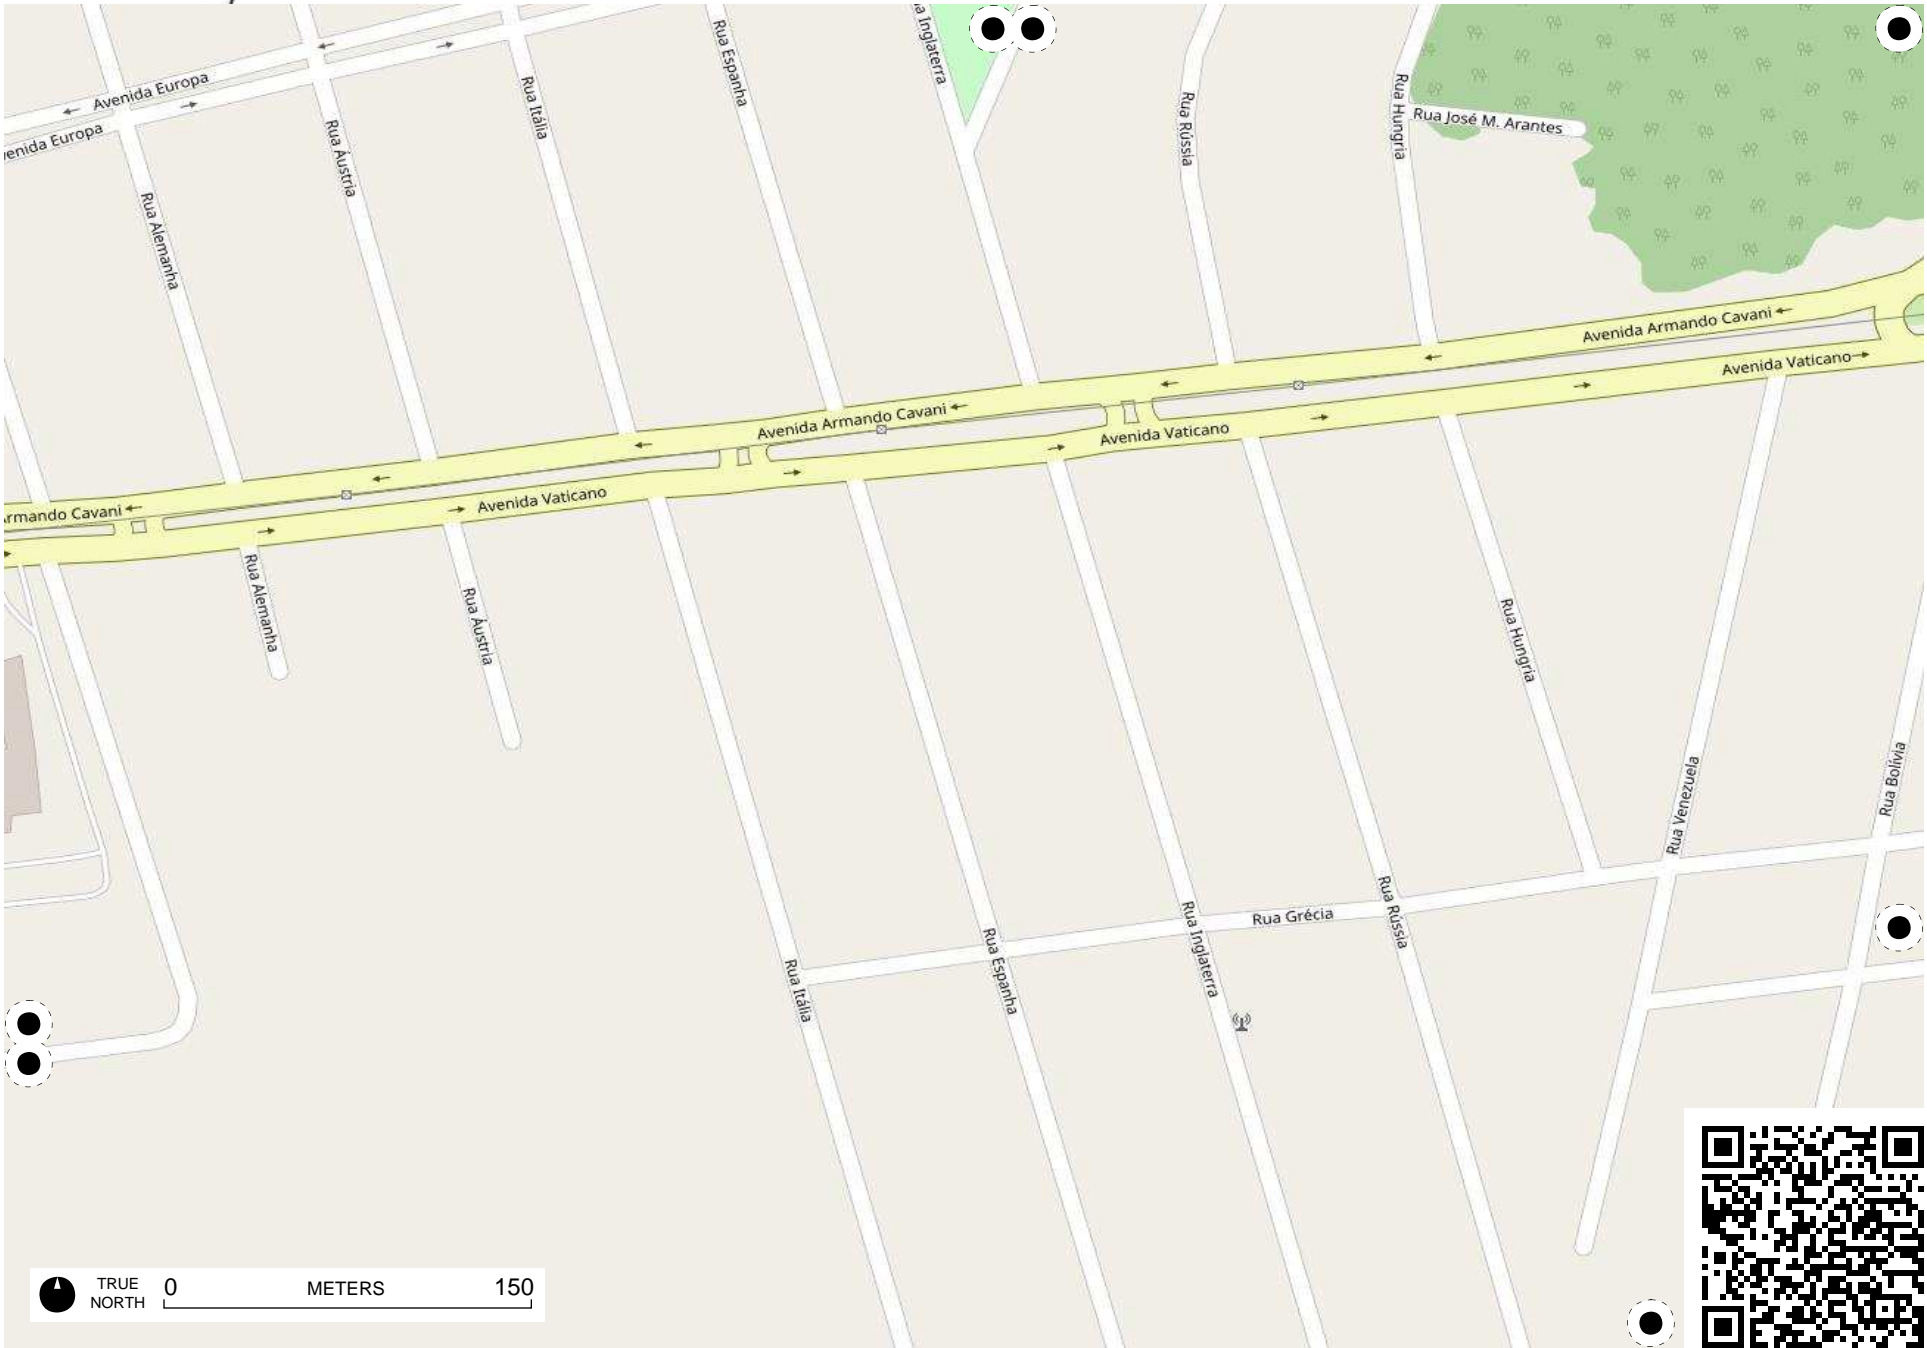 Rua Espanha
a Inglaterra
Avenida Europa
venida Europa
Rua Áustria
Rua Itália
Rua Alemanha
Rua Rússia
Rua Hungria
Rua José M. Arantes
Avenida Armando Cavani
Avenida Vaticano
Avenida Armando Cavani
Avenida Vaticano
Avenida Vaticano
rmando Cavani
Rua Alemanha
Rua Áustria
Rua Hungria
Rua Venezuela
Rua Bolívia
Rua Grécia
Rua Itália
Rua Espanha
Rua Inglaterra
Rua Rússia
TRUE NORTH
0 METERS 150